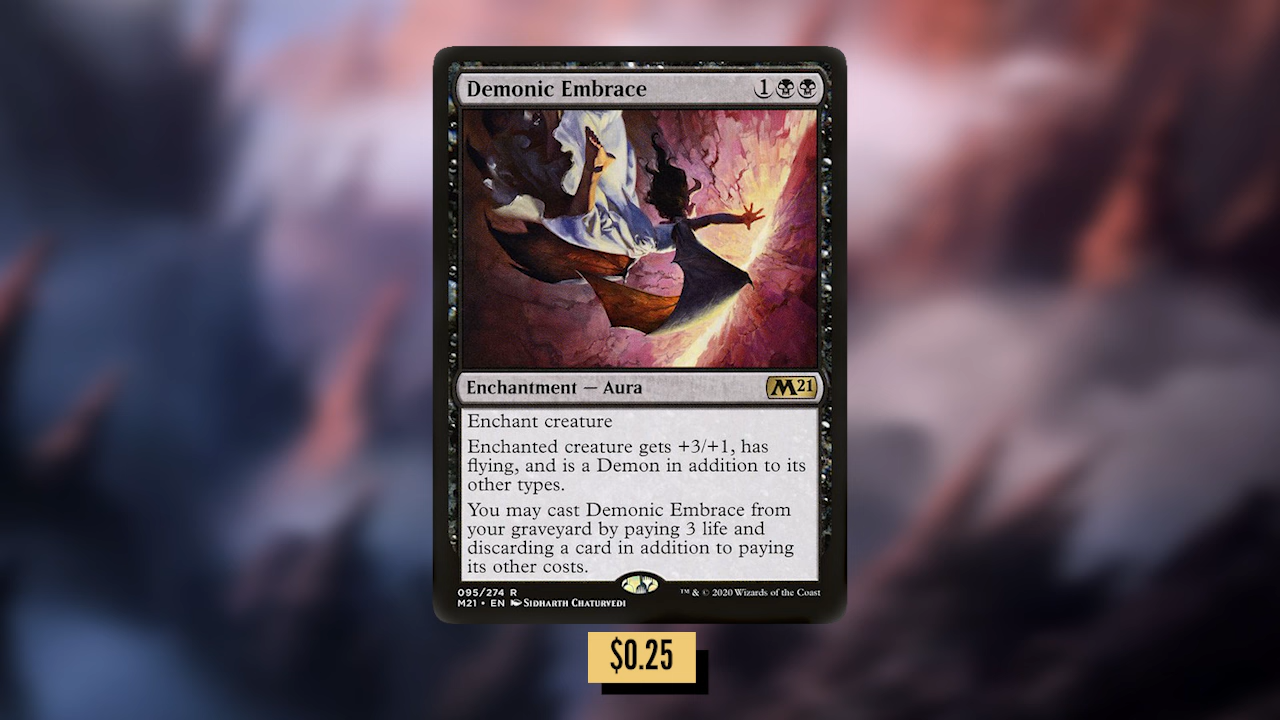 Demonic Embrace 1
Enchantment — Aura M21
Enchant creature
Enchanted creature gets +3/+1, has
flying, and is a Demon in addition to its
other types.
You may cast Demonic Embrace from
your graveyard by paying 3 life and
discarding a card in addition to paying
its other costs.
095/274 R
M21 • EN Sidharth Chaturvedi
™ & © 2020 Wizards of the Coast
$0.25